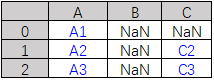 A B C
0 A1 NaN NaN
1 A2 NaN C2
2 A3 NaN C3